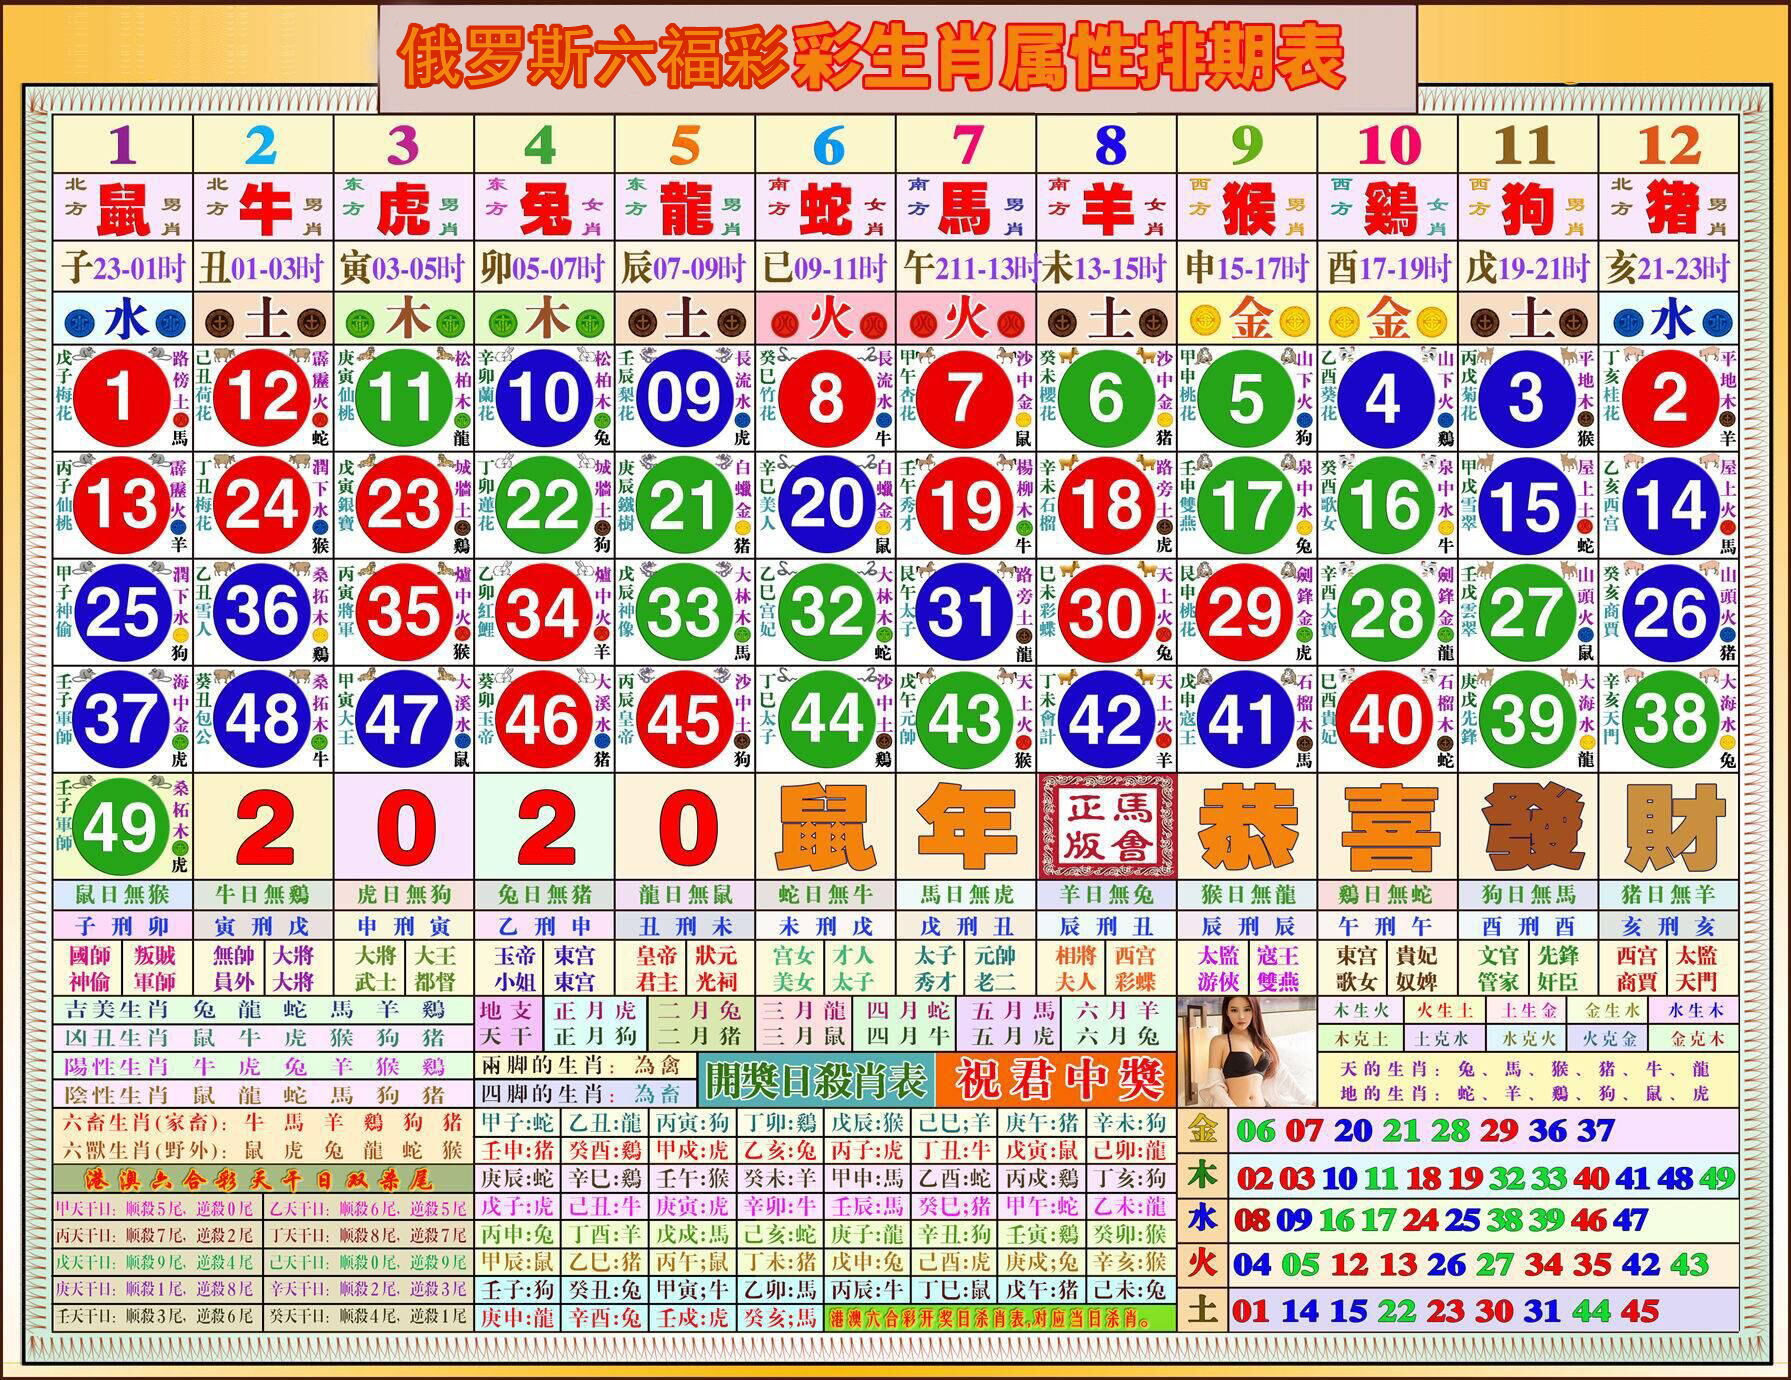 俄罗斯六福彩彩生肖属性排期表
1 2 3 4 5 6 7 8 9 10 11 12
北方 鼠 男肖 北方 牛 男肖 东方 虎 男肖 东方 兔 女肖 东方 龍 男肖 南方 蛇 女肖 南方 馬 男肖 南方 羊 女肖 西方 猴 男肖 西方 鷄 女肖 西方 狗 男肖 北方 猪 男肖
子23-01时 丑01-03时 寅03-05时 卯05-07时 辰07-09时 巳09-11时 午211-13时 未13-15时 申15-17时 酉17-19时 戌19-21时 亥21-23时
水 土 木 木 土 火 火 土 金 金 土 水
戊子梅花 1 路傍土 馬 己丑荷花 12 霹靂火 蛇 庚寅仙桃 11 松柏木 龍 辛卯蘭花 10 松柏木 兔 壬辰梨花 09 長流水 虎 癸巳竹花 8 長流水 牛 甲午杏花 7 沙中金 鼠 癸未櫻花 6 沙中金 猪 甲申桃花 5 山下火 狗 乙酉葵花 4 山下火 鷄 丙戌菊花 3 平地木 猴 丁亥桂花 2 平地木 羊
丙子仙桃 13 霹靂火 羊 丁丑梅花 24 澗下水 猴 戊寅銀寶 23 城墻土 鷄 丁卯蓮花 22 城墻土 狗 庚辰鐵樹 21 白蠟金 猪 辛巳美人 20 白蠟金 鼠 壬午秀才 19 楊柳木 牛 辛未石榴 18 路旁土 虎 壬申雙燕 17 泉中水 兔 癸酉歌女 16 泉中水 牛 甲戌雪翠 15 屋上土 蛇 乙亥西宫 14 屋上火 馬
甲子神偷 25 澗下水 狗 乙丑雪人 36 桑拓木 鷄 丙寅將軍 35 爐中火 猴 乙卯紅鯉 34 爐中火 羊 戊辰神像 33 大林木 馬 乙巳宫妃 32 大林木 蛇 艮午太子 31 路旁土 龍 巳未彩蝶 30 天上火 兔 艮申桃花 29 劍鋒金 虎 辛酉大寶 28 劍鋒金 龍 壬戌雲翠 27 山頭火 鼠 癸亥商賈 26 山頭火 猪
壬子軍師 37 海中金 虎 癸丑包公 48 桑拓木 牛 甲寅大王 47 大溪水 鼠 癸卯玉帝 46 大溪水 猪 丙辰皇帝 45 沙中土 狗 丁巳太子 44 沙中土 鷄 戊午元帥 43 天上火 猴 丁未會計 42 天上火 羊 戊申寇王 41 石榴木 馬 巳酉貴妃 40 石榴木 蛇 庚戌先鋒 39 大海水 龍 辛亥天門 38 大海水 兔
壬子軍師 49 桑柘木 虎 2 0 2 0 鼠 年 正版馬會 恭 喜 發 財
鼠日無猴 牛日無鷄 虎日無狗 兔日無猪 龍日無鼠 蛇日無牛 馬日無虎 羊日無兔 猴日無龍 鷄日無蛇 狗日無馬 猪日無羊
子刑卯 寅刑戌 申刑寅 乙刑申 丑刑未 未刑戌 戌刑丑 辰刑丑 辰刑辰 午刑午 酉刑酉 亥刑亥
國師 叛賊 無帥 大將 大將 大王 玉帝 東宫 皇帝 狀元 宫女 才人 太子 元帥 相將 西宫 太監 寇王 東宫 貴妃 文官 先鋒 西宫 太監
神偷 軍師 員外 大將 武士 都督 小姐 東宫 君主 光祠 美女 太子 秀才 老二 夫人 彩蝶 游俠 雙燕 歌女 奴婢 管家 奸臣 商賈 天門
吉美生肖 兔 龍 蛇 馬 羊 鷄
凶丑生肖 鼠 牛 虎 猴 狗 猪
陽性生肖 牛 虎 兔 羊 猴 鷄
陰性生肖 鼠 龍 蛇 馬 狗 猪
六畜生肖(家畜)：牛 馬 羊 鷄 狗 猪
六獸生肖(野外)：鼠 虎 兔 龍 蛇 猴
港澳六合彩天干日双杀尾
甲天干日：顺殺5尾，逆殺0尾 乙天干日：顺殺6尾，逆殺5尾
丙天干日：顺殺7尾，逆殺2尾 丁天干日：顺殺8尾，逆殺7尾
戊天干日：顺殺9尾，逆殺4尾 己天干日：顺殺0尾，逆殺9尾
庚天干日：顺殺1尾，逆殺8尾 辛天干日：顺殺2尾，逆殺3尾
壬天干日：顺殺3尾，逆殺6尾 癸天干日：顺殺4尾，逆殺1尾
地支 正月虎 二月兔 三月龍 四月蛇 五月馬 六月羊
天干 正月狗 二月猪 三月鼠 四月牛 五月虎 六月兔
兩脚的生肖：為禽
四脚的生肖：為畜
開獎日殺肖表 祝君中獎
甲子:蛇 乙丑:龍 丙寅:狗 丁卯:鷄 戊辰:猴 己巳;羊 庚午:猪 辛未:狗
壬申:猪 癸酉:鷄 甲戌:虎 乙亥:兔 丙子:虎 丁丑:牛 戊寅:鼠 己卯:龍
庚辰:蛇 辛巳:鷄 壬午:猴 癸未:羊 甲申:馬 乙酉:蛇 丙戌:鷄 丁亥:狗
戊子:虎 己丑:牛 庚寅:虎 辛卯:牛 壬辰:馬 癸巳:猪 甲午:蛇 乙未:龍
丙申:兔 丁酉:羊 戊戌:馬 己亥:蛇 庚子:龍 辛丑:狗 壬寅:鷄 癸卯:猴
甲辰:鼠 乙巳:猪 丙午:鼠 丁未:猪 戊申:兔 己酉:虎 庚戌;兔 辛亥:猴
壬子:狗 癸丑:兔 甲寅;牛 乙卯:馬 丙辰:牛 丁巳:鼠 戊午:猪 己未:兔
庚申:龍 辛酉:兔 壬戌:虎 癸亥;馬 港澳六合彩开奖日杀肖表,对应当日杀肖。
木生火 火生土 土生金 金生水 水生木
木克土 土克水 水克火 火克金 金克木
天的生肖：兔、馬、猴、猪、牛、龍
地的生肖：蛇、羊、鷄、狗、鼠、虎
金 06 07 20 21 28 29 36 37
木 02 03 10 11 18 19 32 33 40 41 48 49
水 08 09 16 17 24 25 38 39 46 47
火 04 05 12 13 26 27 34 35 42 43
土 01 14 15 22 23 30 31 44 45